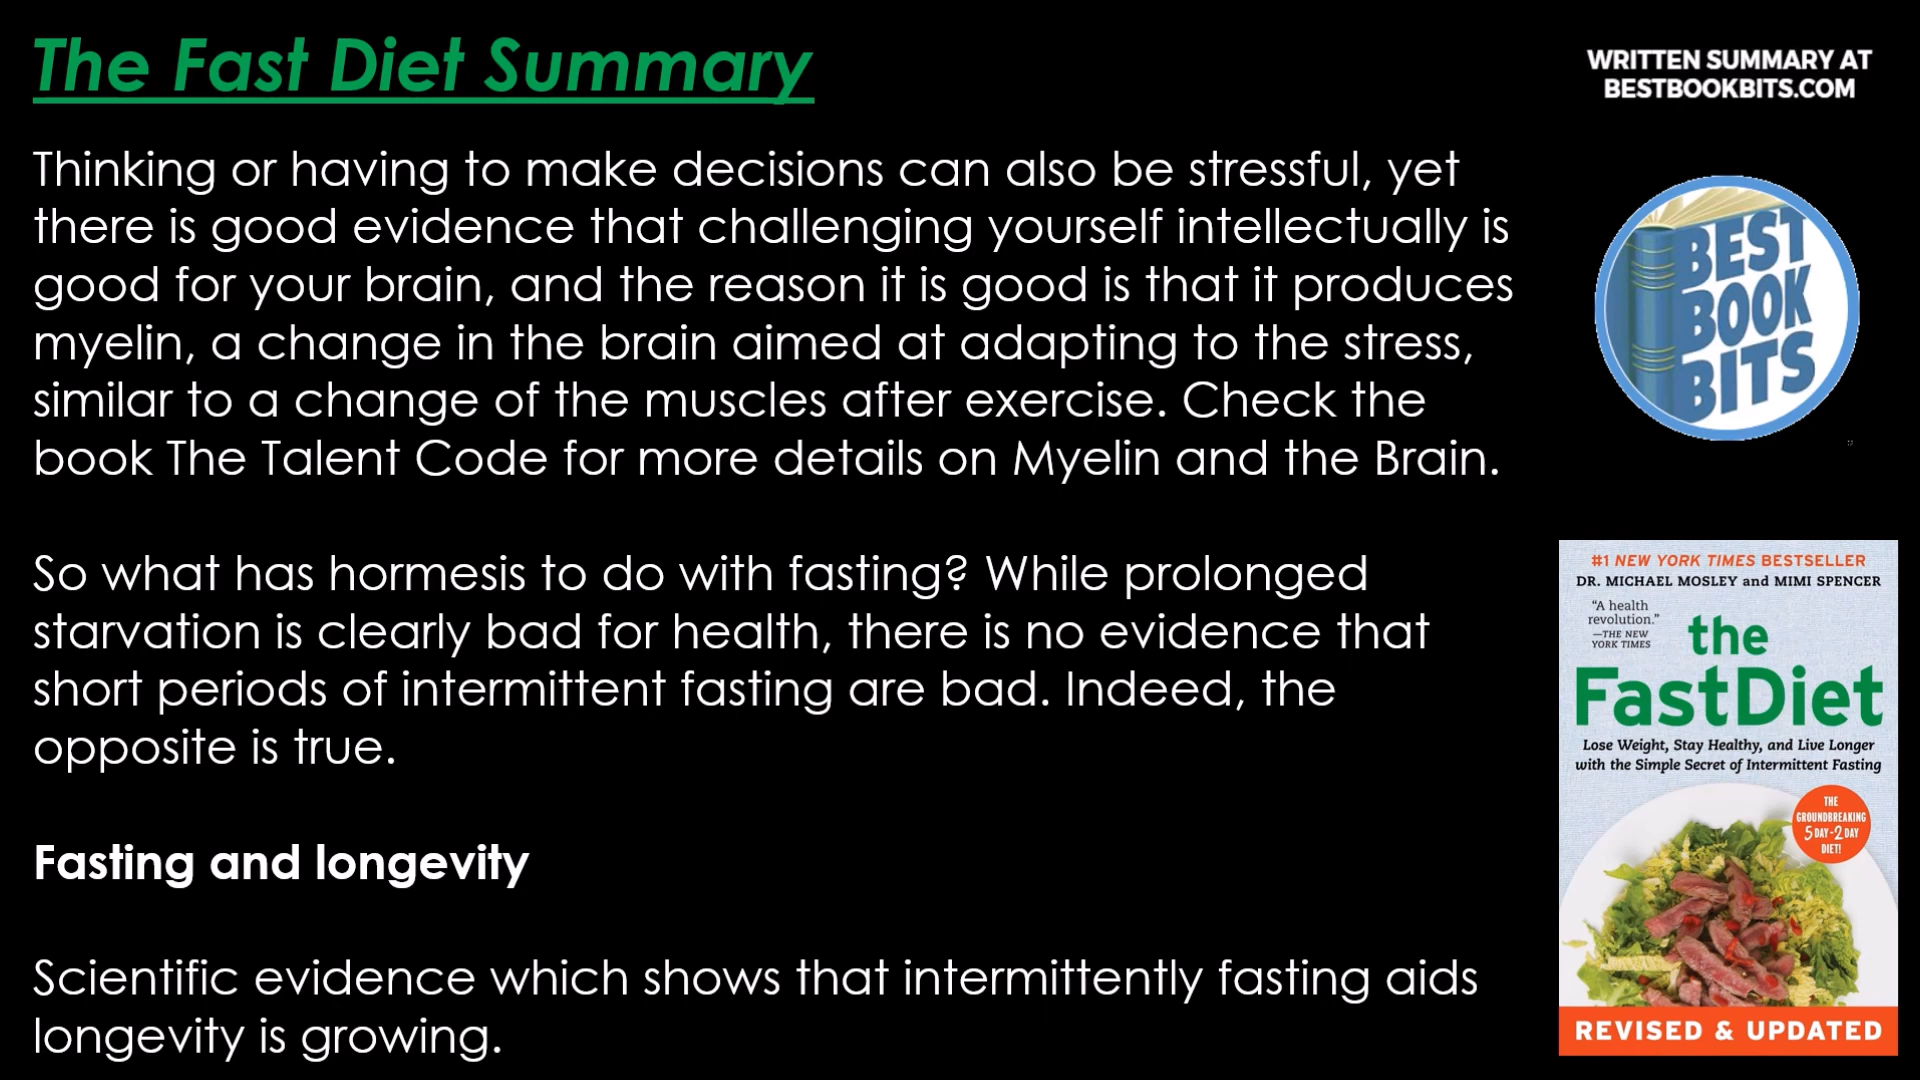 The Fast Diet Summary
WRITTEN SUMMARY AT
BESTBOOKBITS.COM
Thinking or having to make decisions can also be stressful, yet
there is good evidence that challenging yourself intellectually is
good for your brain, and the reason it is good is that it produces
myelin, a change in the brain aimed at adapting to the stress,
similar to a change of the muscles after exercise. Check the
book The Talent Code for more details on Myelin and the Brain.
So what has hormesis to do with fasting? While prolonged
starvation is clearly bad for health, there is no evidence that
short periods of intermittent fasting are bad. Indeed, the
opposite is true.
Fasting and longevity
Scientific evidence which shows that intermittently fasting aids
longevity is growing.
BEST
BOOK
BITS
#1 NEW YORK TIMES BESTSELLER
DR. MICHAEL MOSLEY and MIMI SPENCER
“A health
revolution.”
—THE NEW
YORK TIMES
the
FastDiet
Lose Weight, Stay Healthy, and Live Longer
with the Simple Secret of Intermittent Fasting
THE
GROUNDBREAKING
5 DAY-2 DAY
DIET!
REVISED & UPDATED